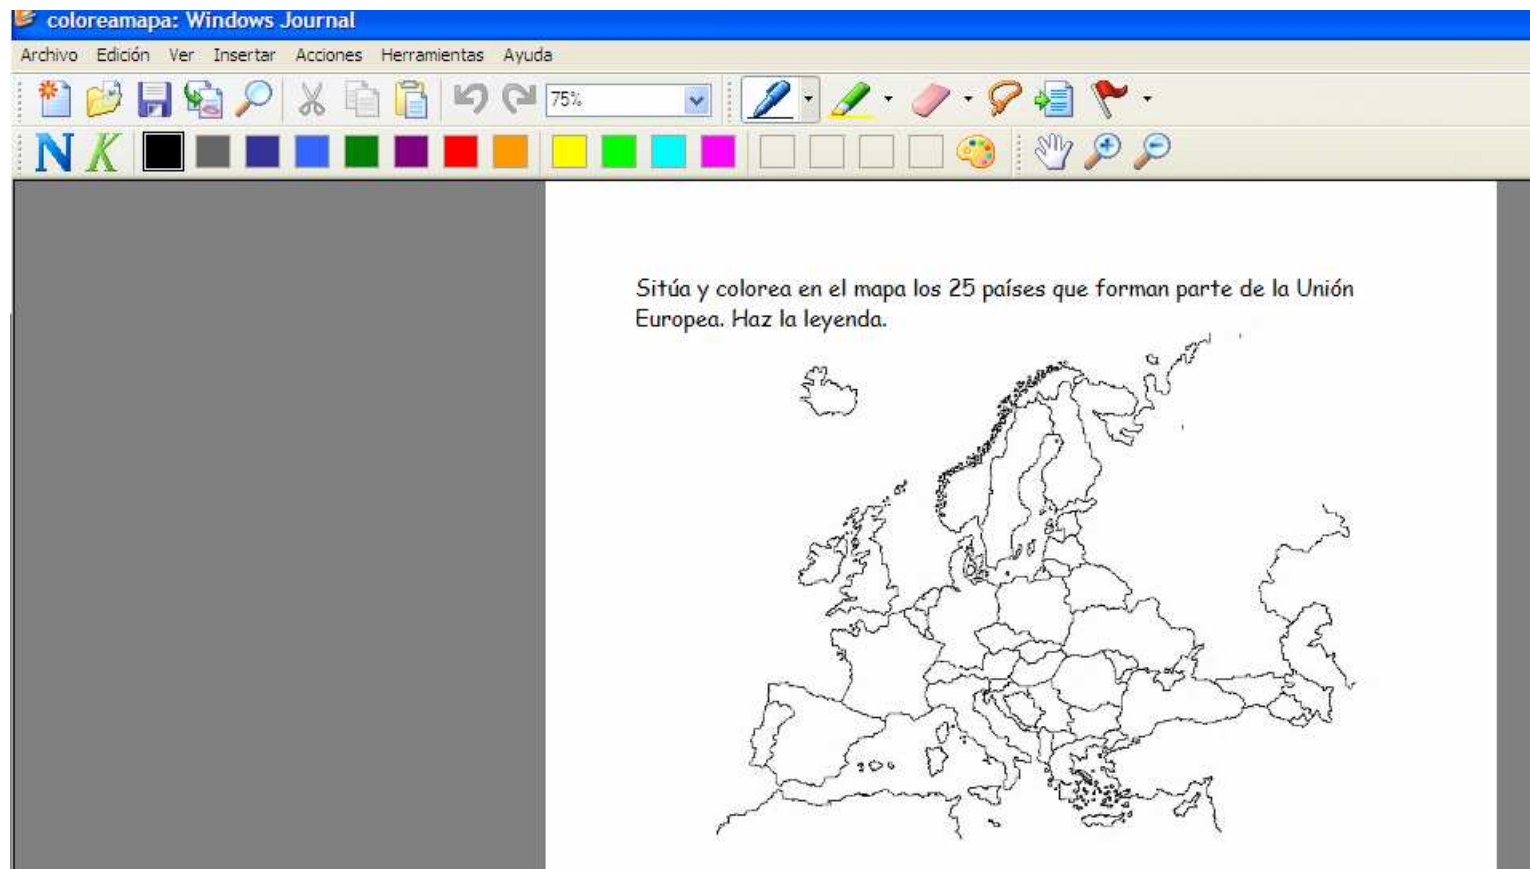 coloreamapa: Windows Journal
Archivo Edición Ver Insertar Acciones Herramientas Ayuda
75%
N K
Sitúa y colorea en el mapa los 25 países que forman parte de la Unión
Europea. Haz la leyenda.